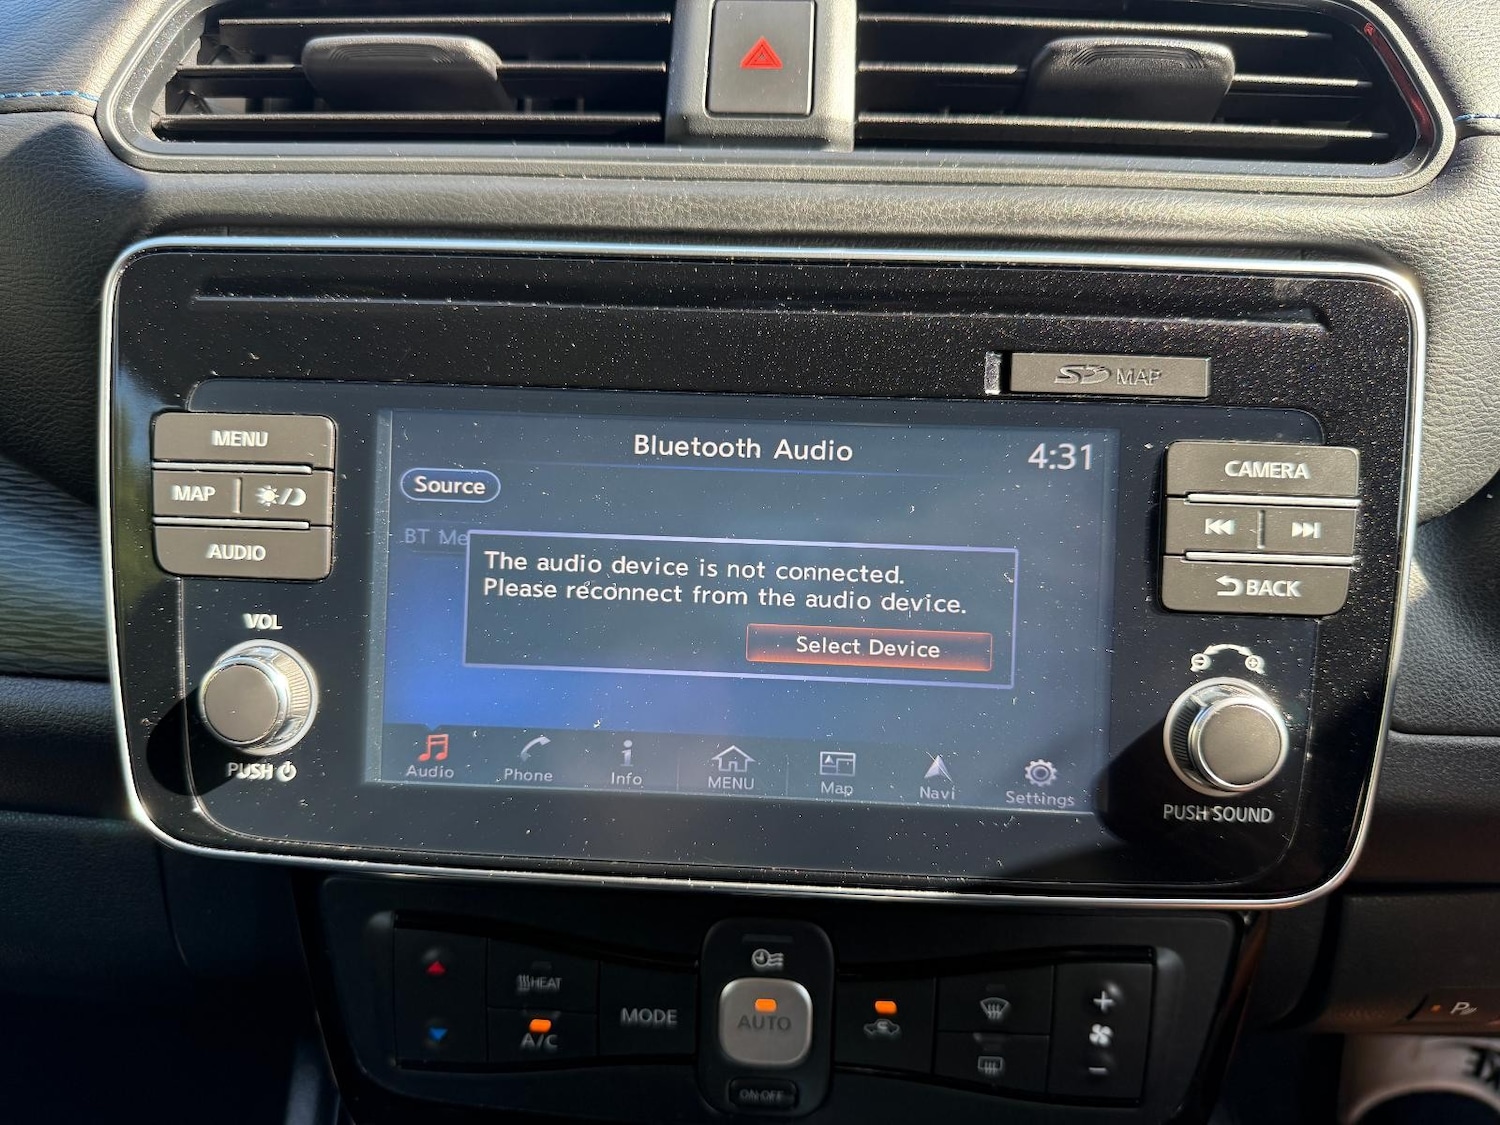 SD MAP
MENU
MAP
AUDIO
VOL
PUSH
Bluetooth Audio
4:31
Source
BT Me
The audio device is not connected.
Please reconnect from the audio device.
Select Device
Audio
Phone
Info
MENU
Map
Navi
Settings
CAMERA
BACK
PUSH SOUND
HEAT
A/C
MODE
AUTO
ON·OFF
+
-
P